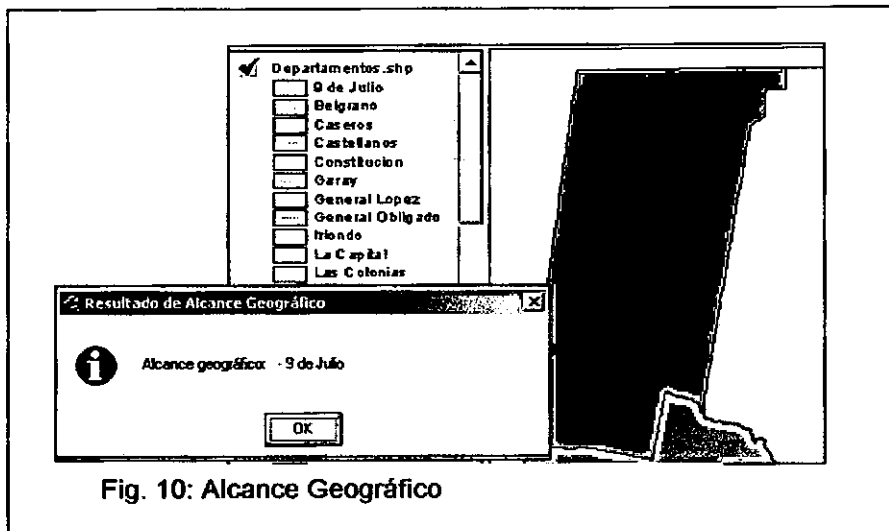 Departamentos.shp
9 de Julio
Belgrano
Caseros
Castellanos
Constitucion
Garay
General Lopez
General Obligado
Iriondo
La Capital
Las Colonias
Resultado de Alcance Geográfico
Alcance geográfico: - 9 de Julio
OK
Fig. 10: Alcance Geográfico